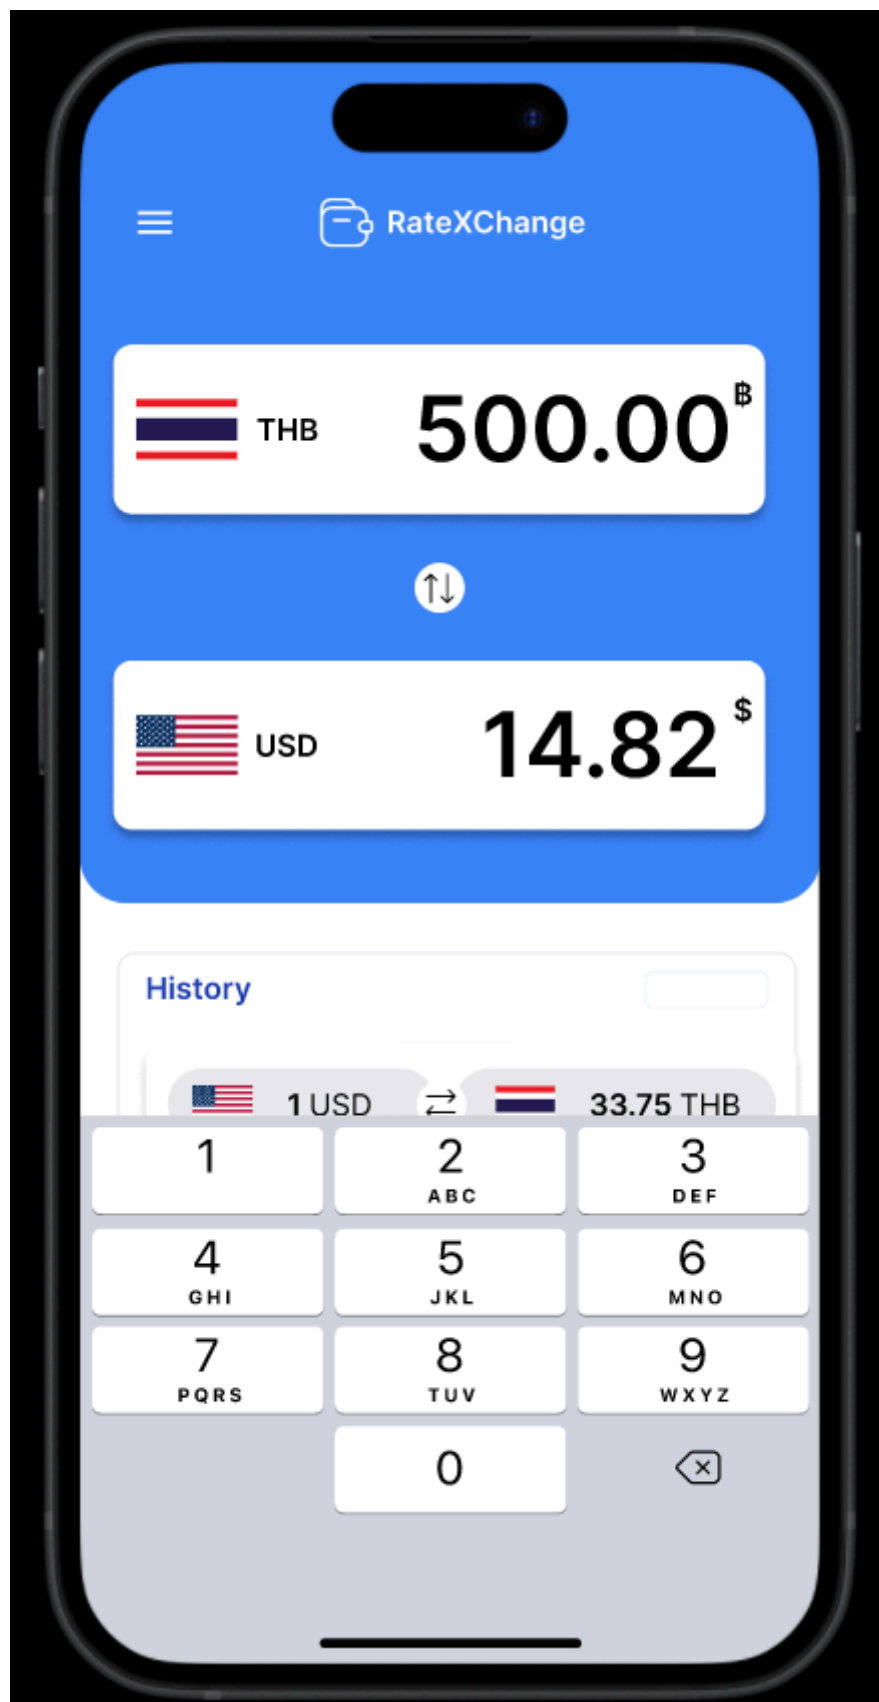 RateXChange
THB 500.00฿
USD 14.82 $
History
1 USD 33.75 THB
1 2 3
ABC DEF
4 5 6
GHI JKL MNO
7 8 9
PQRS TUV WXYZ
0